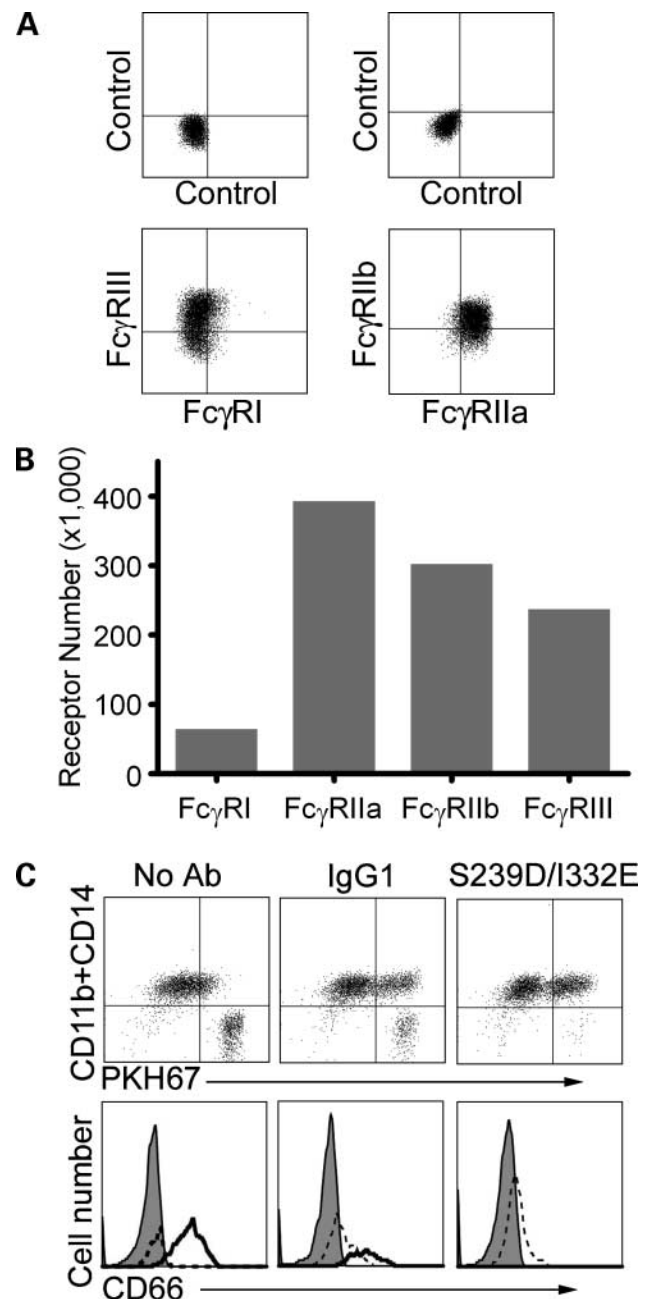 A
Control
Control
Control
Control
FcγRIII
FcγRI
FcγRIIb
FcγRIIa
B
Receptor Number (x1,000)
400
300
200
100
0
FcγRI
FcγRIIa
FcγRIIb
FcγRIII
C
No Ab
IgG1
S239D/I332E
CD11b+CD14
PKH67
Cell number
CD66